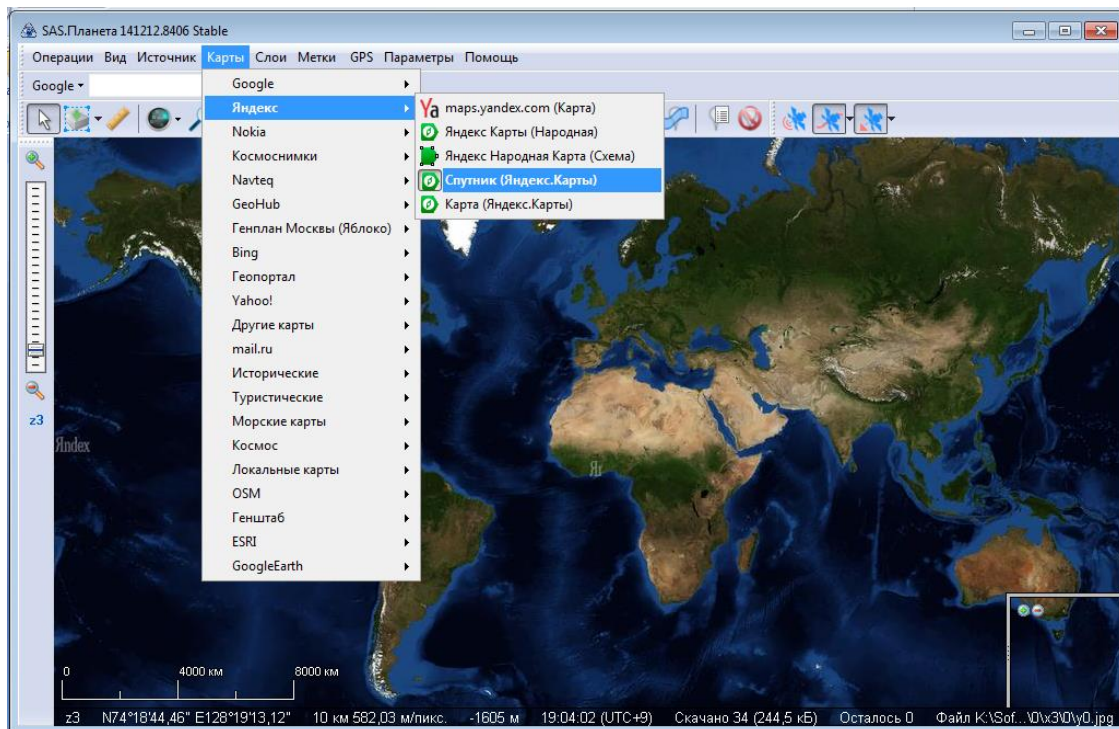 SAS.Планета 141212.8406 Stable
Операции Вид Источник Карты Слои Метки GPS Параметры Помощь
Google
Google
Яндекс
Nokia
Космоснимки
Navteq
GeoHub
Генплан Москвы (Яблоко)
Bing
Геопортал
Yahoo!
Другие карты
mail.ru
Исторические
Туристические
Морские карты
Космос
Локальные карты
OSM
Генштаб
ESRI
GoogleEarth
Ya maps.yandex.com (Карта)
Яндекс Карты (Народная)
Яндекс Народная Карта (Схема)
Спутник (Яндекс.Карты)
Карта (Яндекс.Карты)
z3
Яndex
Яı
0 4000 км 8000 км
z3 N74°18'44,46" E128°19'13,12" 10 км 582,03 м/пикс. -1605 м 19:04:02 (UTC+9) Скачано 34 (244,5 кБ) Осталось 0 Файл K:\Sof...\0\x3\0\y0.jpg